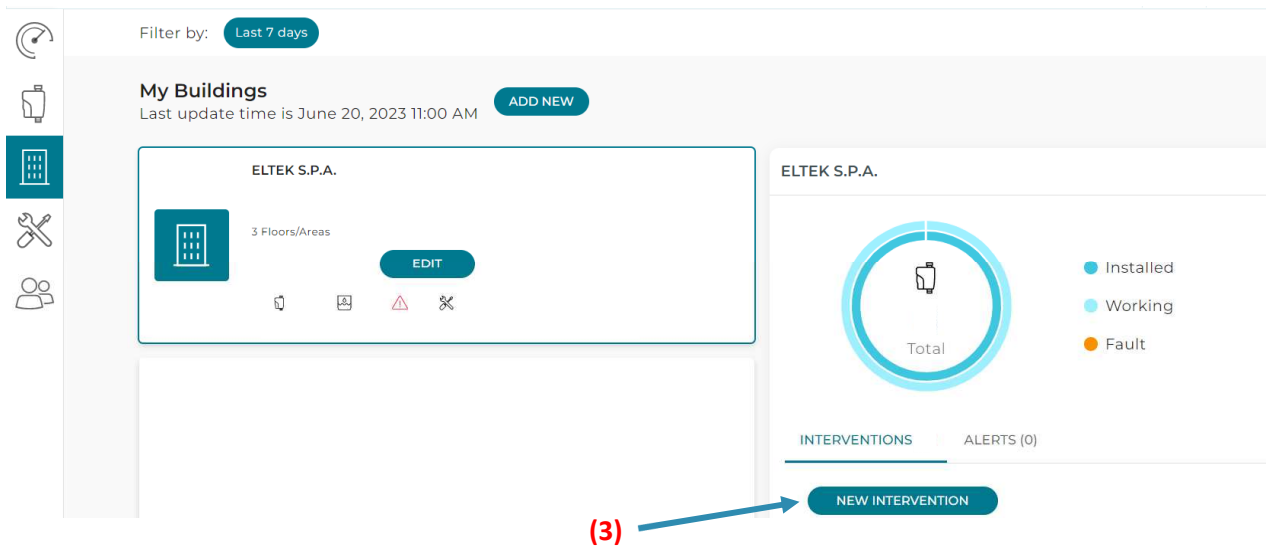 Filter by: Last 7 days
My Buildings
Last update time is June 20, 2023 11:00 AM
ADD NEW
ELTEK S.P.A.
3 Floors/Areas
EDIT
ELTEK S.P.A.
Total
Installed
Working
Fault
INTERVENTIONS ALERTS (0)
NEW INTERVENTION
(3)